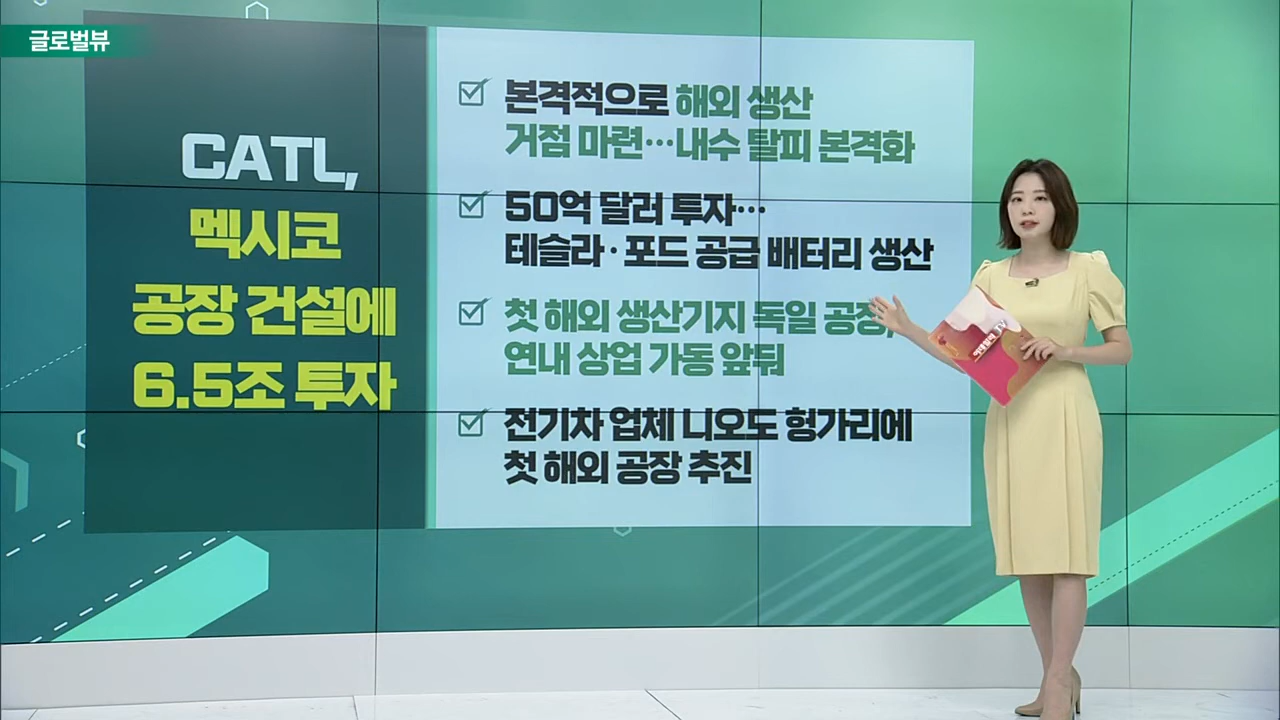 글로벌뷰
CATL,
멕시코
공장 건설에
6.5조 투자
본격적으로 해외 생산
거점 마련…내수 탈피 본격화
50억 달러 투자…
테슬라·포드 공급 배터리 생산
첫 해외 생산기지 독일 공장,
연내 상업 가동 앞둬
전기차 업체 니오도 헝가리에
첫 해외 공장 추진